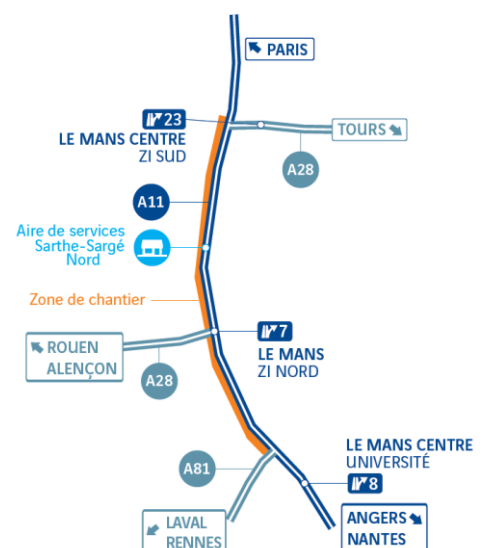 PARIS
23
LE MANS CENTRE
ZI SUD
TOURS
A28
A11
Aire de services
Sarthe-Sargé
Nord
Zone de chantier
7
LE MANS
ZI NORD
ROUEN
ALENÇON
A28
LE MANS CENTRE
UNIVERSITÉ
8
A81
LAVAL
RENNES
ANGERS
NANTES